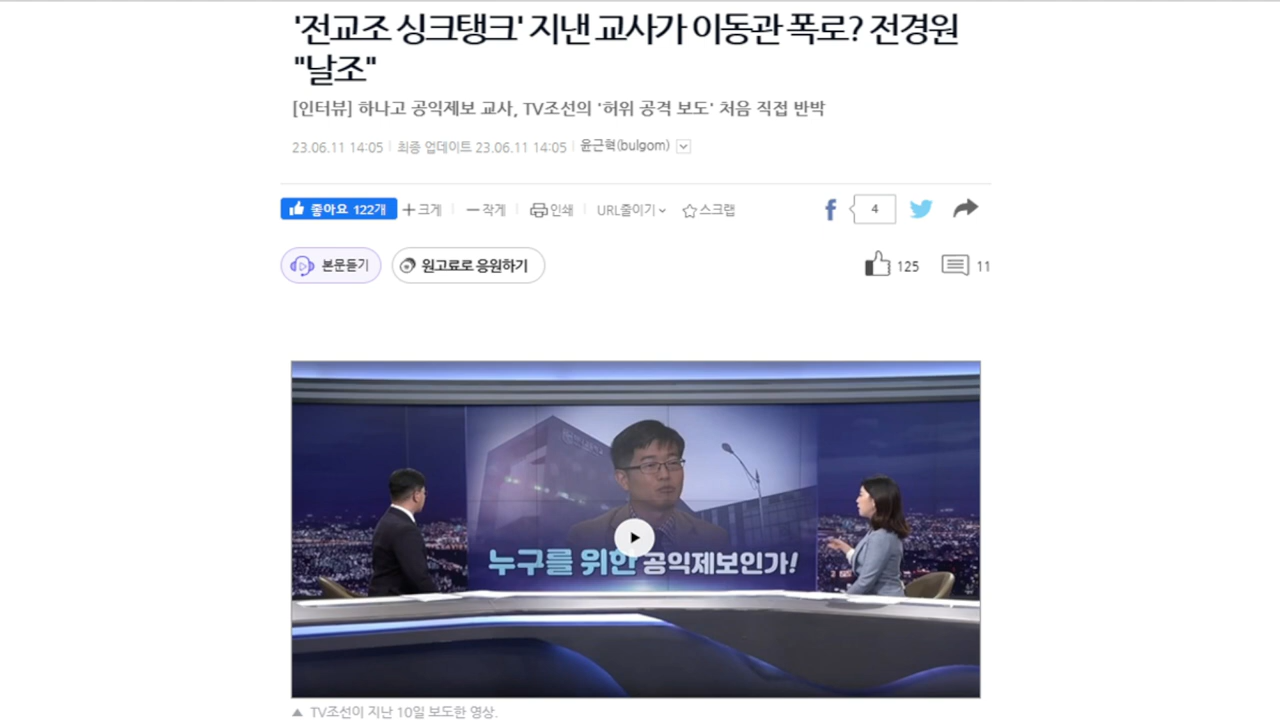 '전교조 싱크탱크' 지낸 교사가 이동관 폭로? 전경원
"날조"
[인터뷰] 하나고 공익제보 교사, TV조선의 '허위 공격 보도' 처음 직접 반박
23.06.11 14:05 최종 업데이트 23.06.11 14:05 윤근혁(bulgom)
좋아요 122개 크게 작게 인쇄 URL줄이기 스크랩 4
본문듣기 원고료로 응원하기 125 11
누구를 위한 공익제보인가!
▲ TV조선이 지난 10일 보도한 영상.